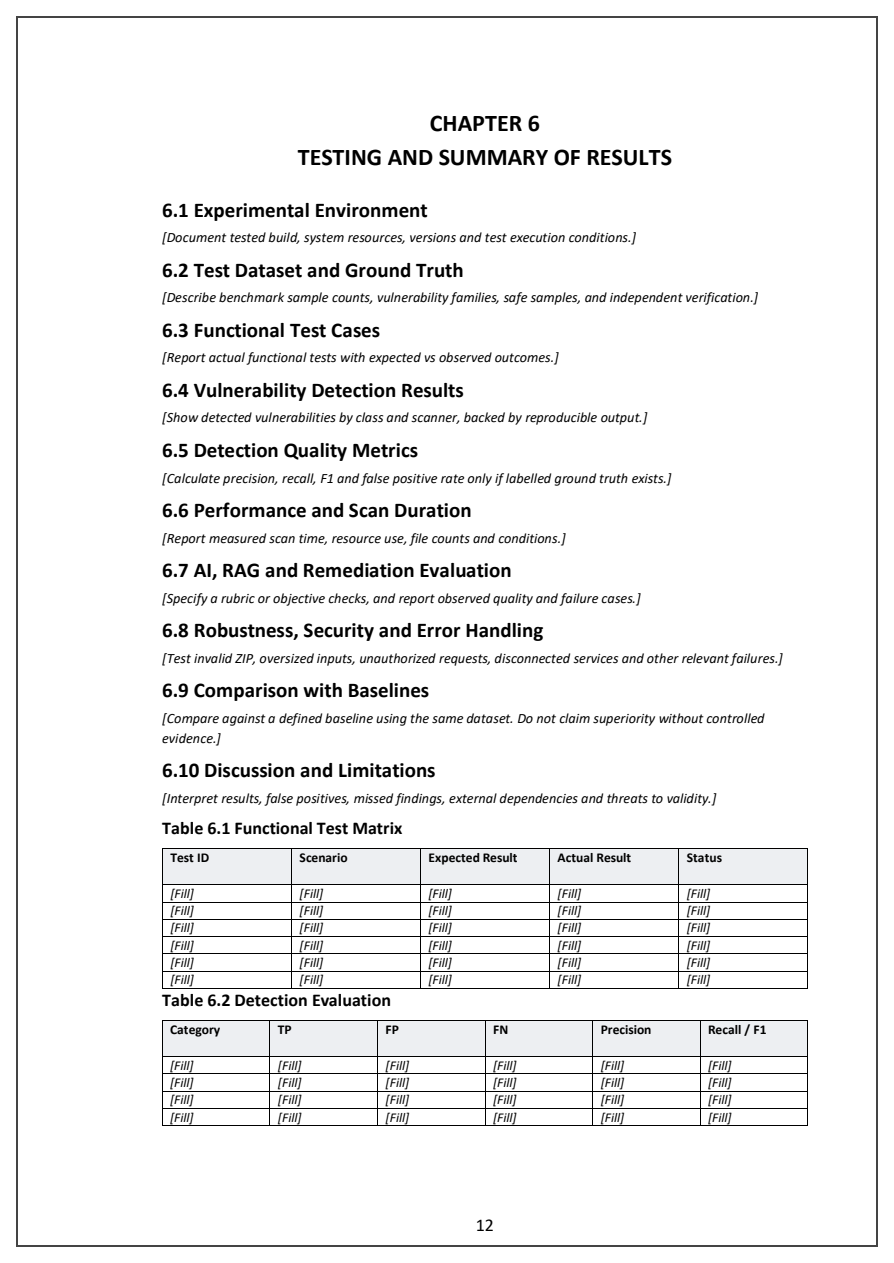 CHAPTER 6
TESTING AND SUMMARY OF RESULTS
6.1 Experimental Environment
[Document tested build, system resources, versions and test execution conditions.]
6.2 Test Dataset and Ground Truth
[Describe benchmark sample counts, vulnerability families, safe samples, and independent verification.]
6.3 Functional Test Cases
[Report actual functional tests with expected vs observed outcomes.]
6.4 Vulnerability Detection Results
[Show detected vulnerabilities by class and scanner, backed by reproducible output.]
6.5 Detection Quality Metrics
[Calculate precision, recall, F1 and false positive rate only if labelled ground truth exists.]
6.6 Performance and Scan Duration
[Report measured scan time, resource use, file counts and conditions.]
6.7 AI, RAG and Remediation Evaluation
[Specify a rubric or objective checks, and report observed quality and failure cases.]
6.8 Robustness, Security and Error Handling
[Test invalid ZIP, oversized inputs, unauthorized requests, disconnected services and other relevant failures.]
6.9 Comparison with Baselines
[Compare against a defined baseline using the same dataset. Do not claim superiority without controlled
evidence.]
6.10 Discussion and Limitations
[Interpret results, false positives, missed findings, external dependencies and threats to validity.]
Table 6.1 Functional Test Matrix
Test ID Scenario Expected Result Actual Result Status
[Fill] [Fill] [Fill] [Fill] [Fill]
[Fill] [Fill] [Fill] [Fill] [Fill]
[Fill] [Fill] [Fill] [Fill] [Fill]
[Fill] [Fill] [Fill] [Fill] [Fill]
[Fill] [Fill] [Fill] [Fill] [Fill]
[Fill] [Fill] [Fill] [Fill] [Fill]
Table 6.2 Detection Evaluation
Category TP FP FN Precision Recall / F1
[Fill] [Fill] [Fill] [Fill] [Fill] [Fill]
[Fill] [Fill] [Fill] [Fill] [Fill] [Fill]
[Fill] [Fill] [Fill] [Fill] [Fill] [Fill]
[Fill] [Fill] [Fill] [Fill] [Fill] [Fill]
12